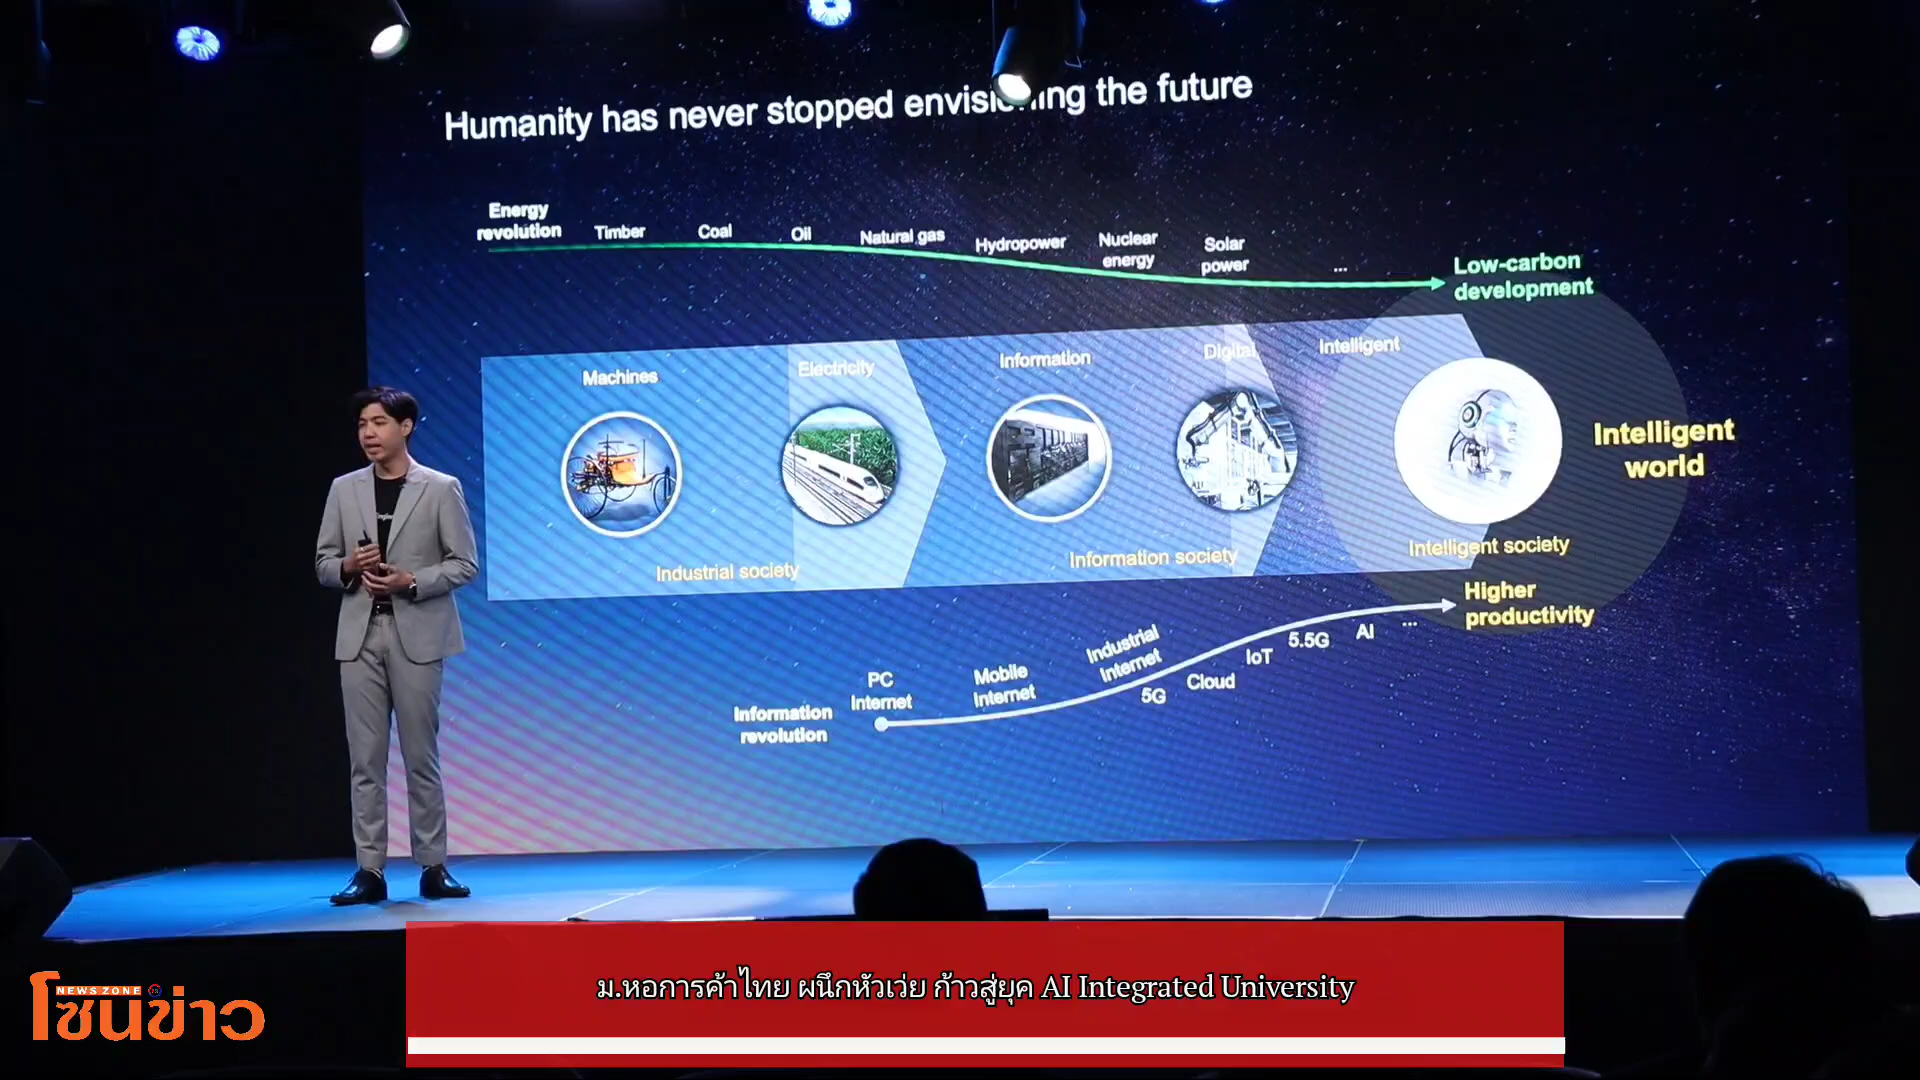 Humanity has never stopped envisioning the future
Energy
revolution
Timber
Coal
Oil
Natural gas
Hydropower
Nuclear
energy
Solar
power
...
Low-carbon
development
Machines
Electricity
Information
Digital
Intelligent
Intelligent
world
Industrial society
Information society
Intelligent society
Higher
productivity
Information
revolution
PC
Internet
Mobile
Internet
Industrial
Internet
5G
Cloud
IoT
5.5G
AI
...
NEWS ZONE
โซนข่าว
ม.หอการค้าไทย ผนึกหัวเว่ย ก้าวสู่ยุค AI Integrated University